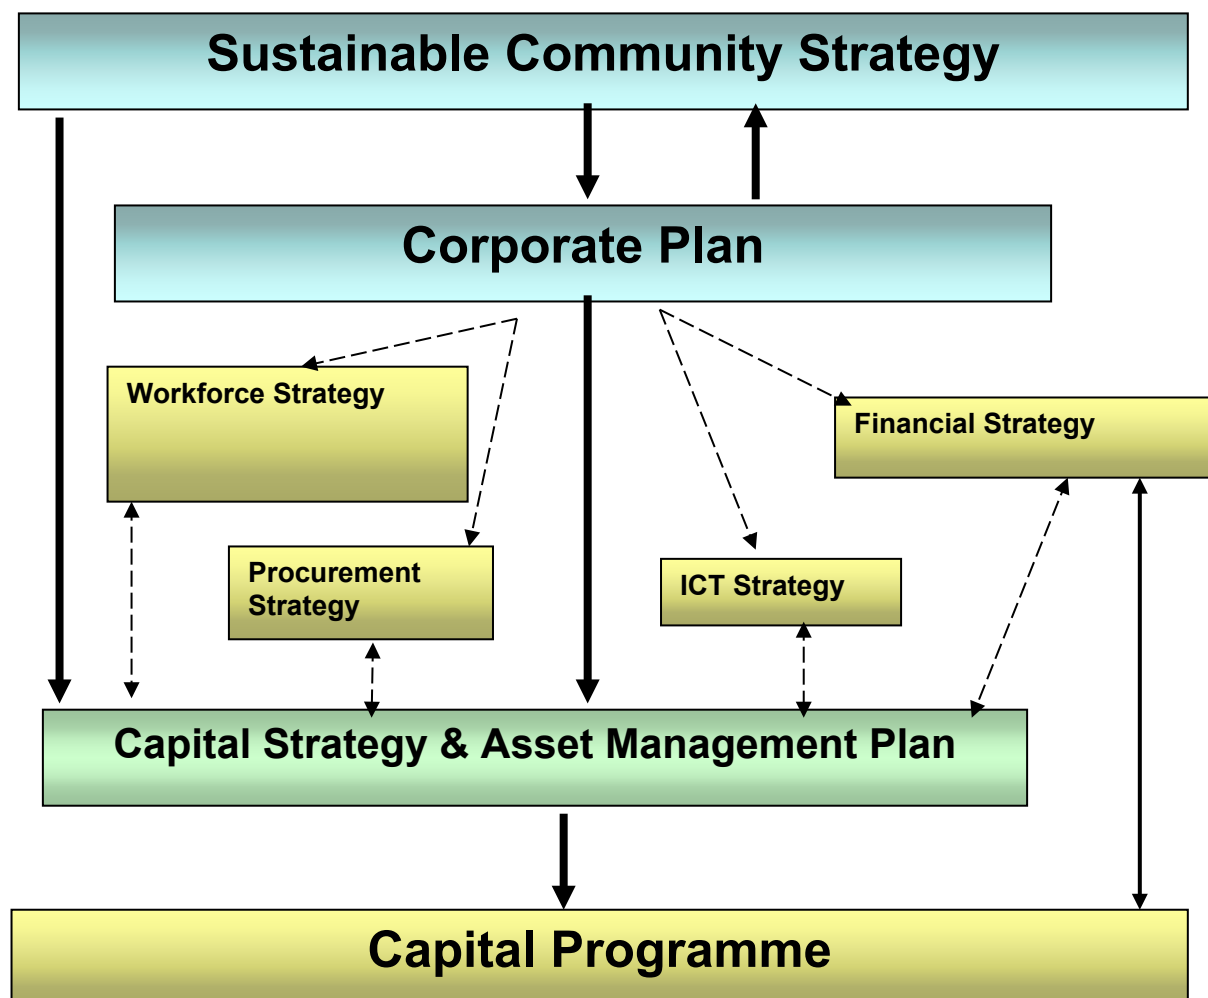 Sustainable Community Strategy
Corporate Plan
Workforce Strategy
Financial Strategy
Procurement
Strategy
ICT Strategy
Capital Strategy & Asset Management Plan
Capital Programme